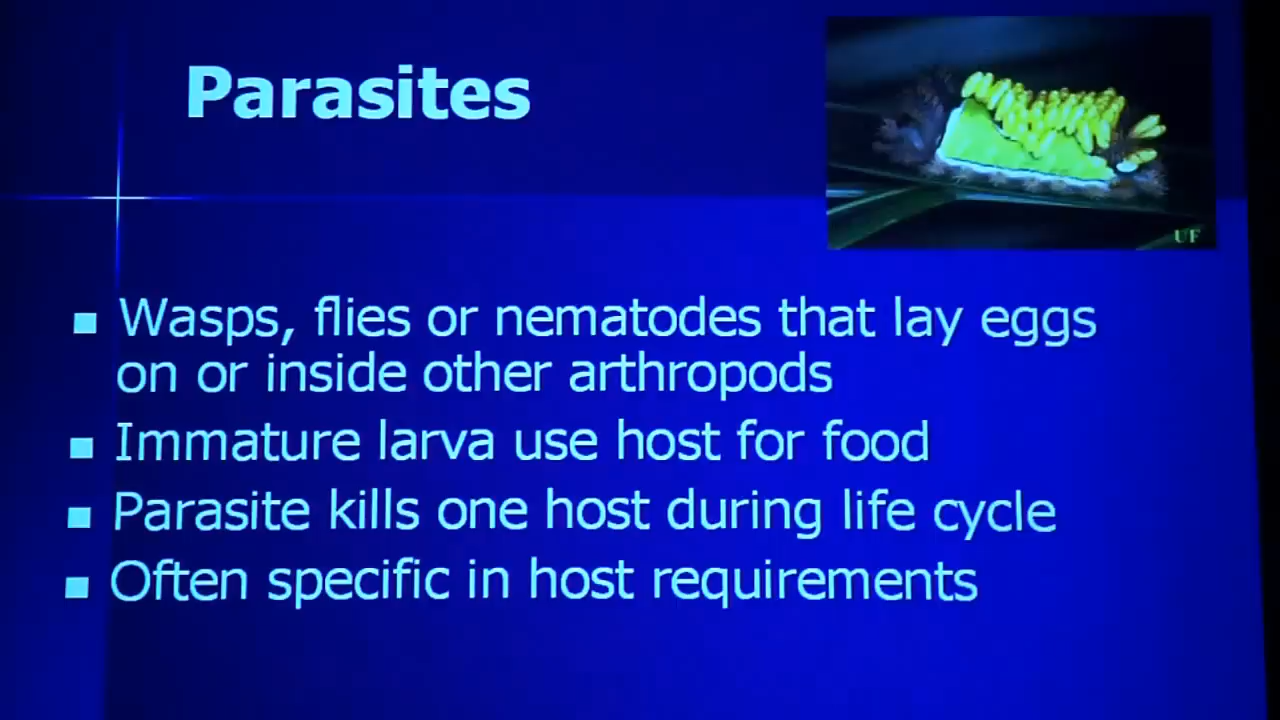 Parasites
UF
Wasps, flies or nematodes that lay eggs
on or inside other arthropods
Immature larva use host for food
Parasite kills one host during life cycle
Often specific in host requirements